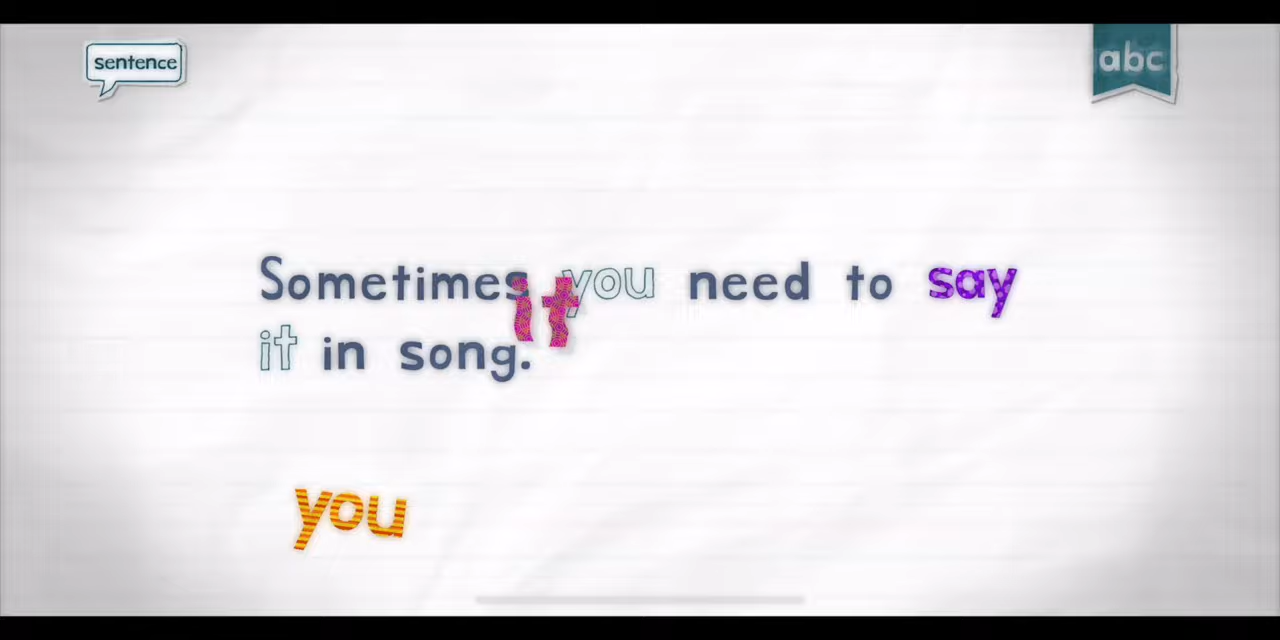 sentence
abc
Sometimes you need to say
it
it in song.
you